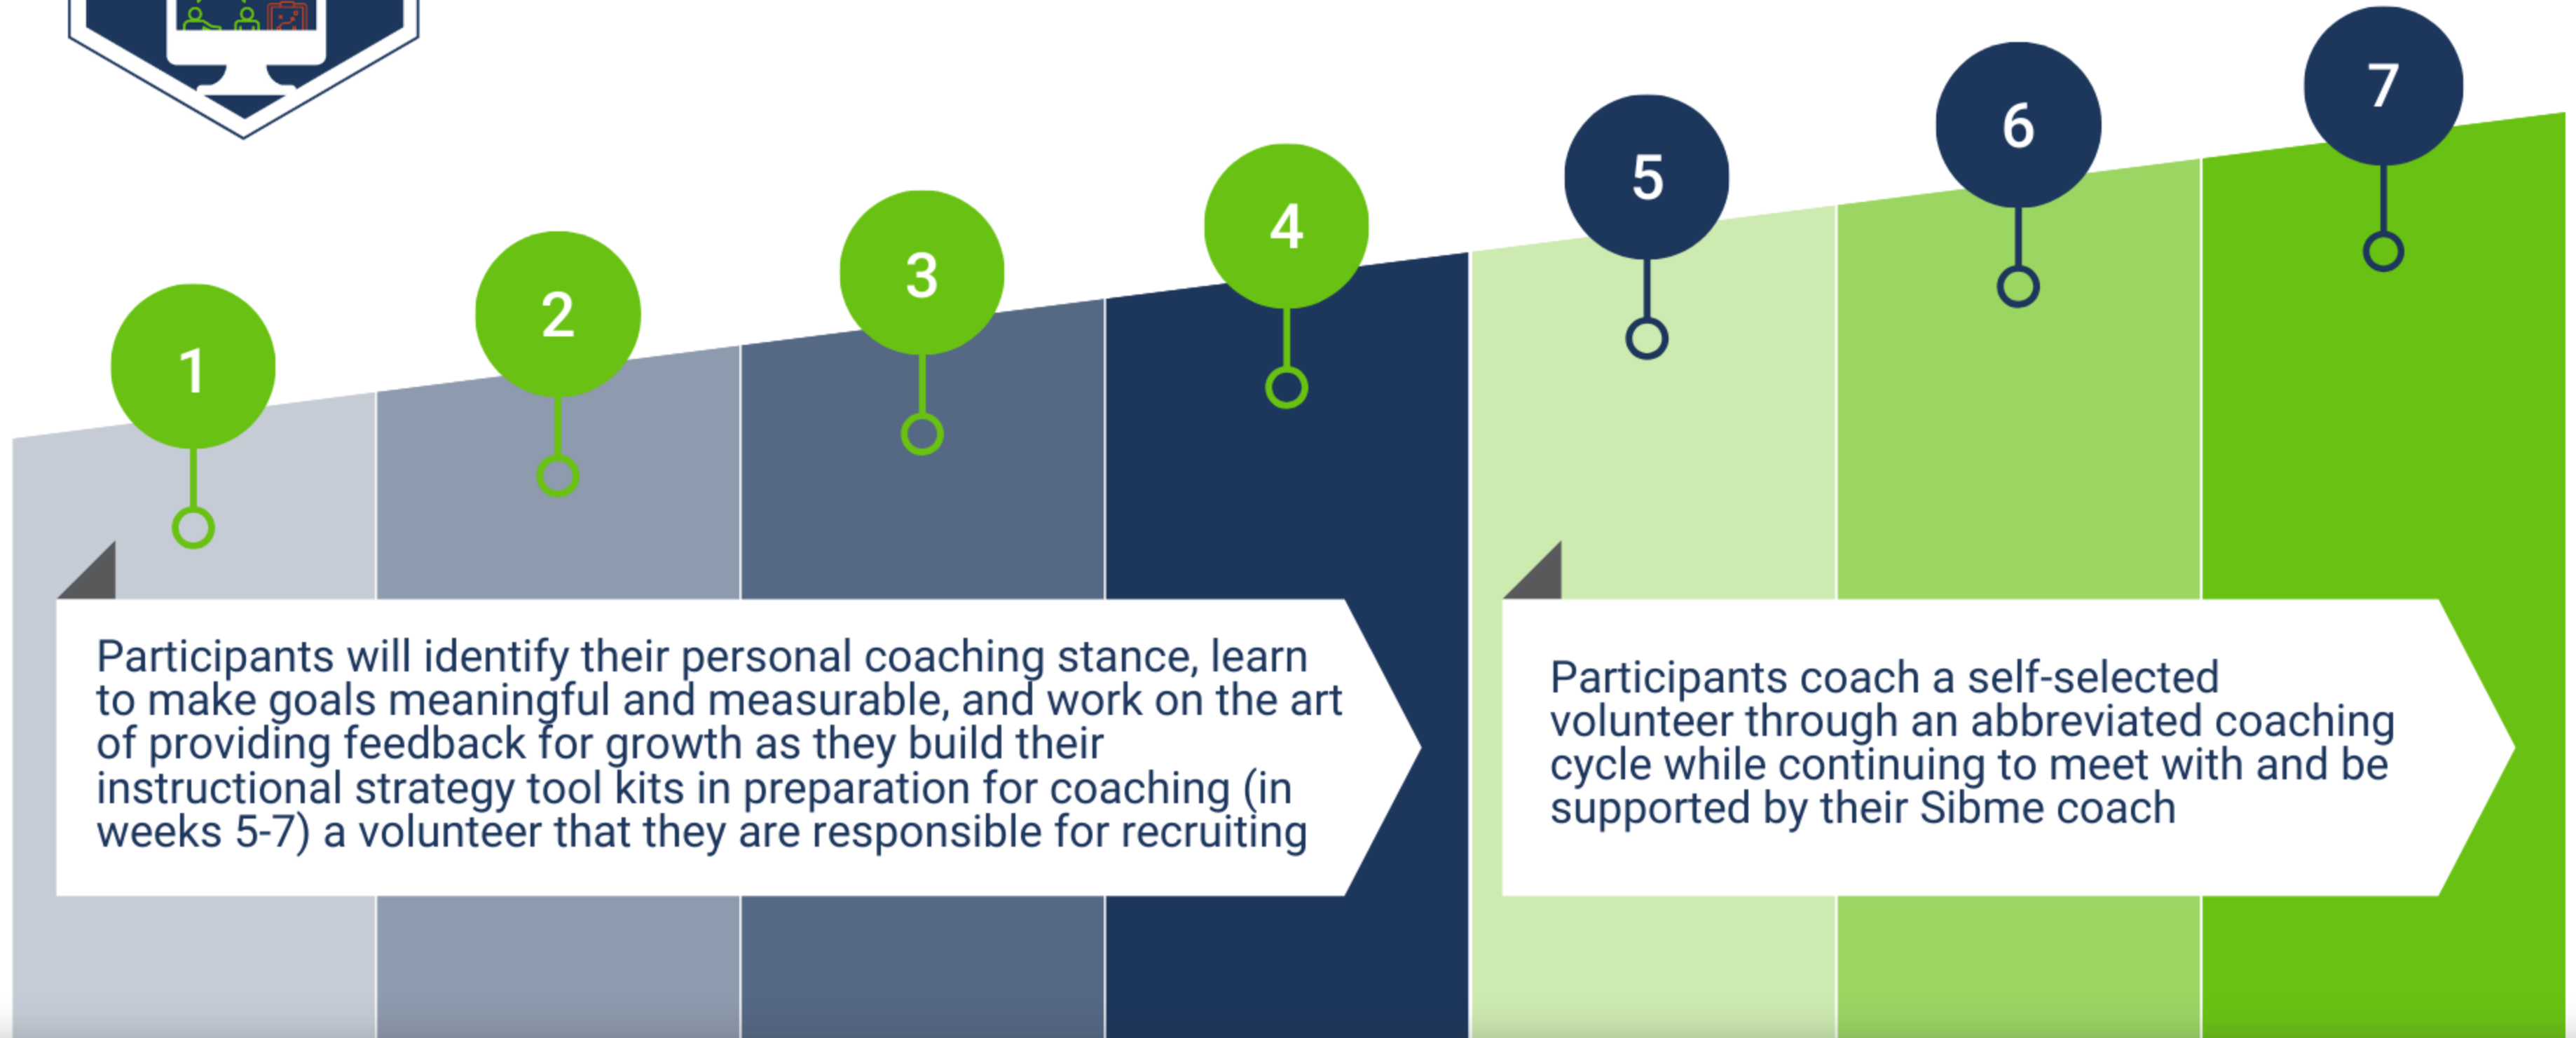 1
2
3
4
5
6
7
Participants will identify their personal coaching stance, learn
to make goals meaningful and measurable, and work on the art
of providing feedback for growth as they build their
instructional strategy tool kits in preparation for coaching (in
weeks 5-7) a volunteer that they are responsible for recruiting
Participants coach a self-selected
volunteer through an abbreviated coaching
cycle while continuing to meet with and be
supported by their Sibme coach